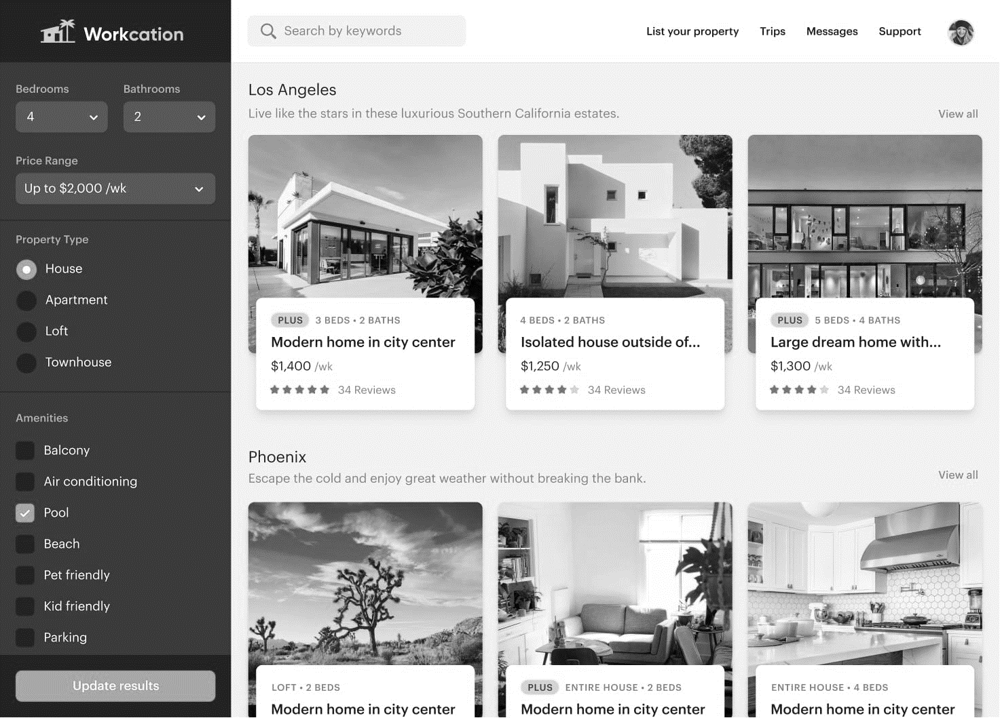 Workcation
Search by keywords
List your property
Trips
Messages
Support
Bedrooms
Bathrooms
4
2
Price Range
Up to $2,000 /wk
Property Type
House
Apartment
Loft
Townhouse
Amenities
Balcony
Air conditioning
Pool
Beach
Pet friendly
Kid friendly
Parking
Update results
Los Angeles
Live like the stars in these luxurious Southern California estates.
View all
PLUS 3 BEDS • 2 BATHS
Modern home in city center
$1,400 /wk
34 Reviews
4 BEDS • 2 BATHS
Isolated house outside of...
$1,250 /wk
34 Reviews
PLUS 5 BEDS • 4 BATHS
Large dream home with...
$1,300 /wk
34 Reviews
Phoenix
Escape the cold and enjoy great weather without breaking the bank.
View all
LOFT • 2 BEDS
Modern home in city center
PLUS ENTIRE HOUSE • 2 BEDS
Modern home in city center
ENTIRE HOUSE • 4 BEDS
Modern home in city center